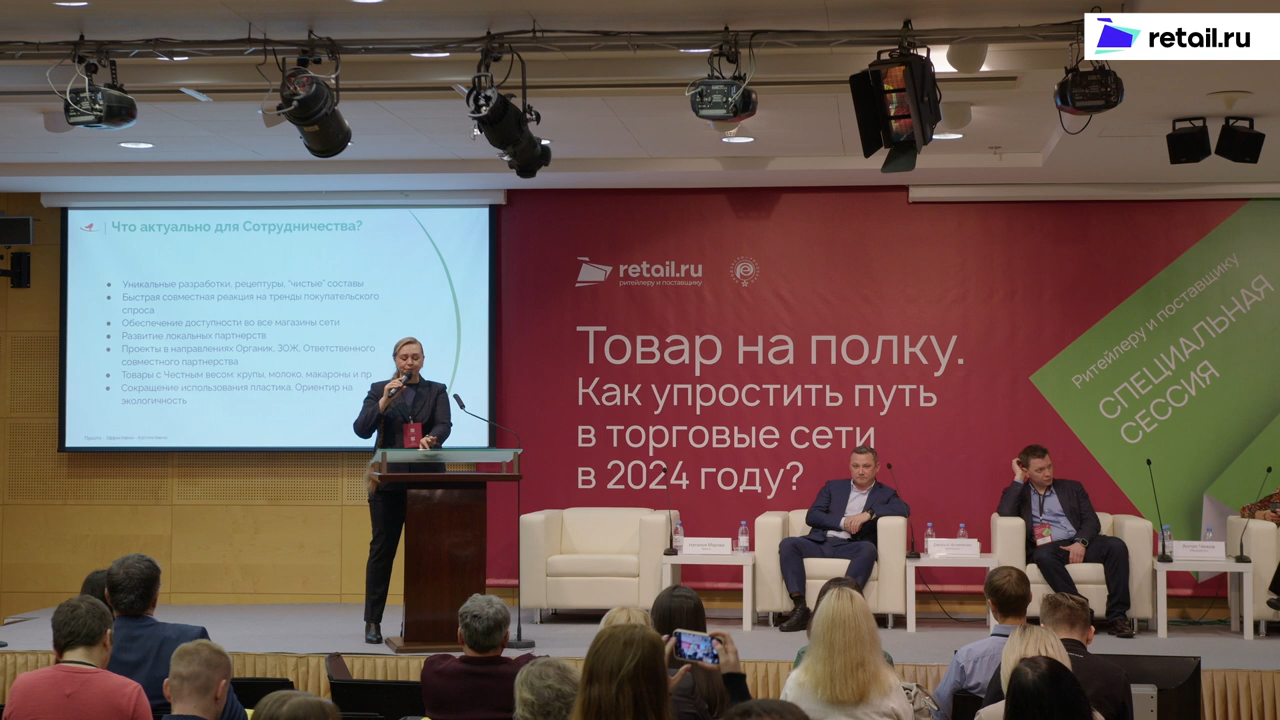 retail.ru
Что актуально для Сотрудничества?
Уникальные разработки, рецептуры, "чистые" составы
Быстрая совместная реакция на тренды покупательского
спроса
Обеспечение доступности во все магазины сети
Развитие локальных партнерств
Проекты в направлениях Органик, ЗОЖ, Ответственного
совместного партнерства
Товары с Честным весом: крупы, молоко, макароны и пр
Сокращение использования пластика, Ориентир на
экологичность
retail.ru
ритейлеру и поставщику
Товар на полку.
Как упростить путь
в торговые сети
в 2024 году?
Ритейлеру и поставщику
СПЕЦИАЛЬНАЯ
СЕССИЯ